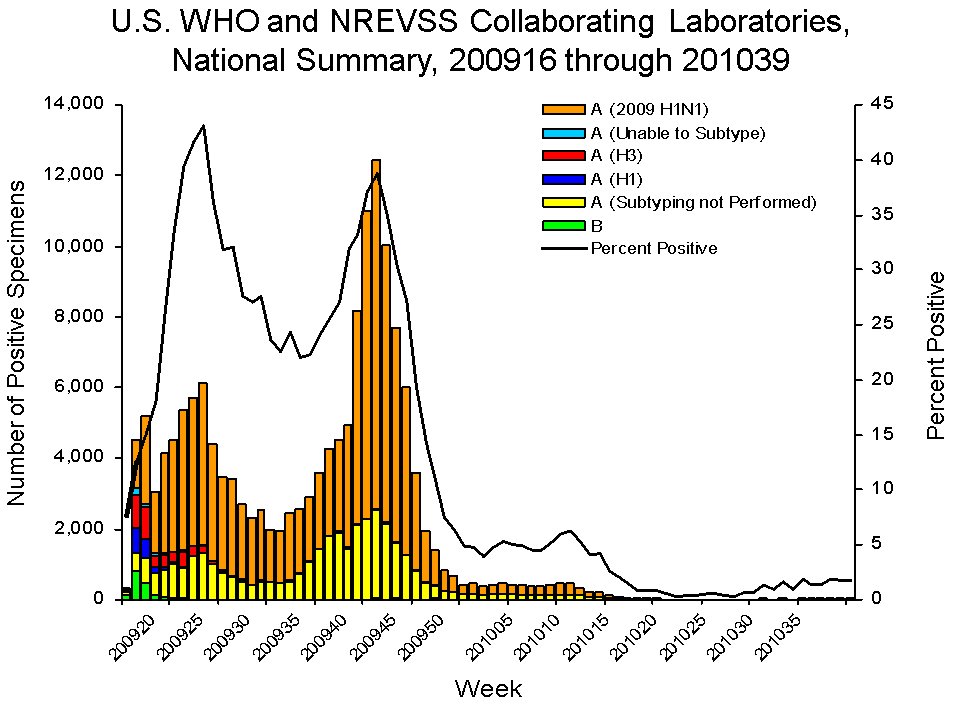 U.S. WHO and NREVSS Collaborating Laboratories,
National Summary, 200916 through 201039
14,000
12,000
10,000
8,000
6,000
4,000
2,000
0
Number of Positive Specimens
A (2009 H1N1)
A (Unable to Subtype)
A (H3)
A (H1)
A (Subtyping not Performed)
B
Percent Positive
45
40
35
30
25
20
15
10
5
0
Percent Positive
200920
200925
200930
200935
200940
200945
200950
201005
201010
201015
201020
201025
201030
201035
Week